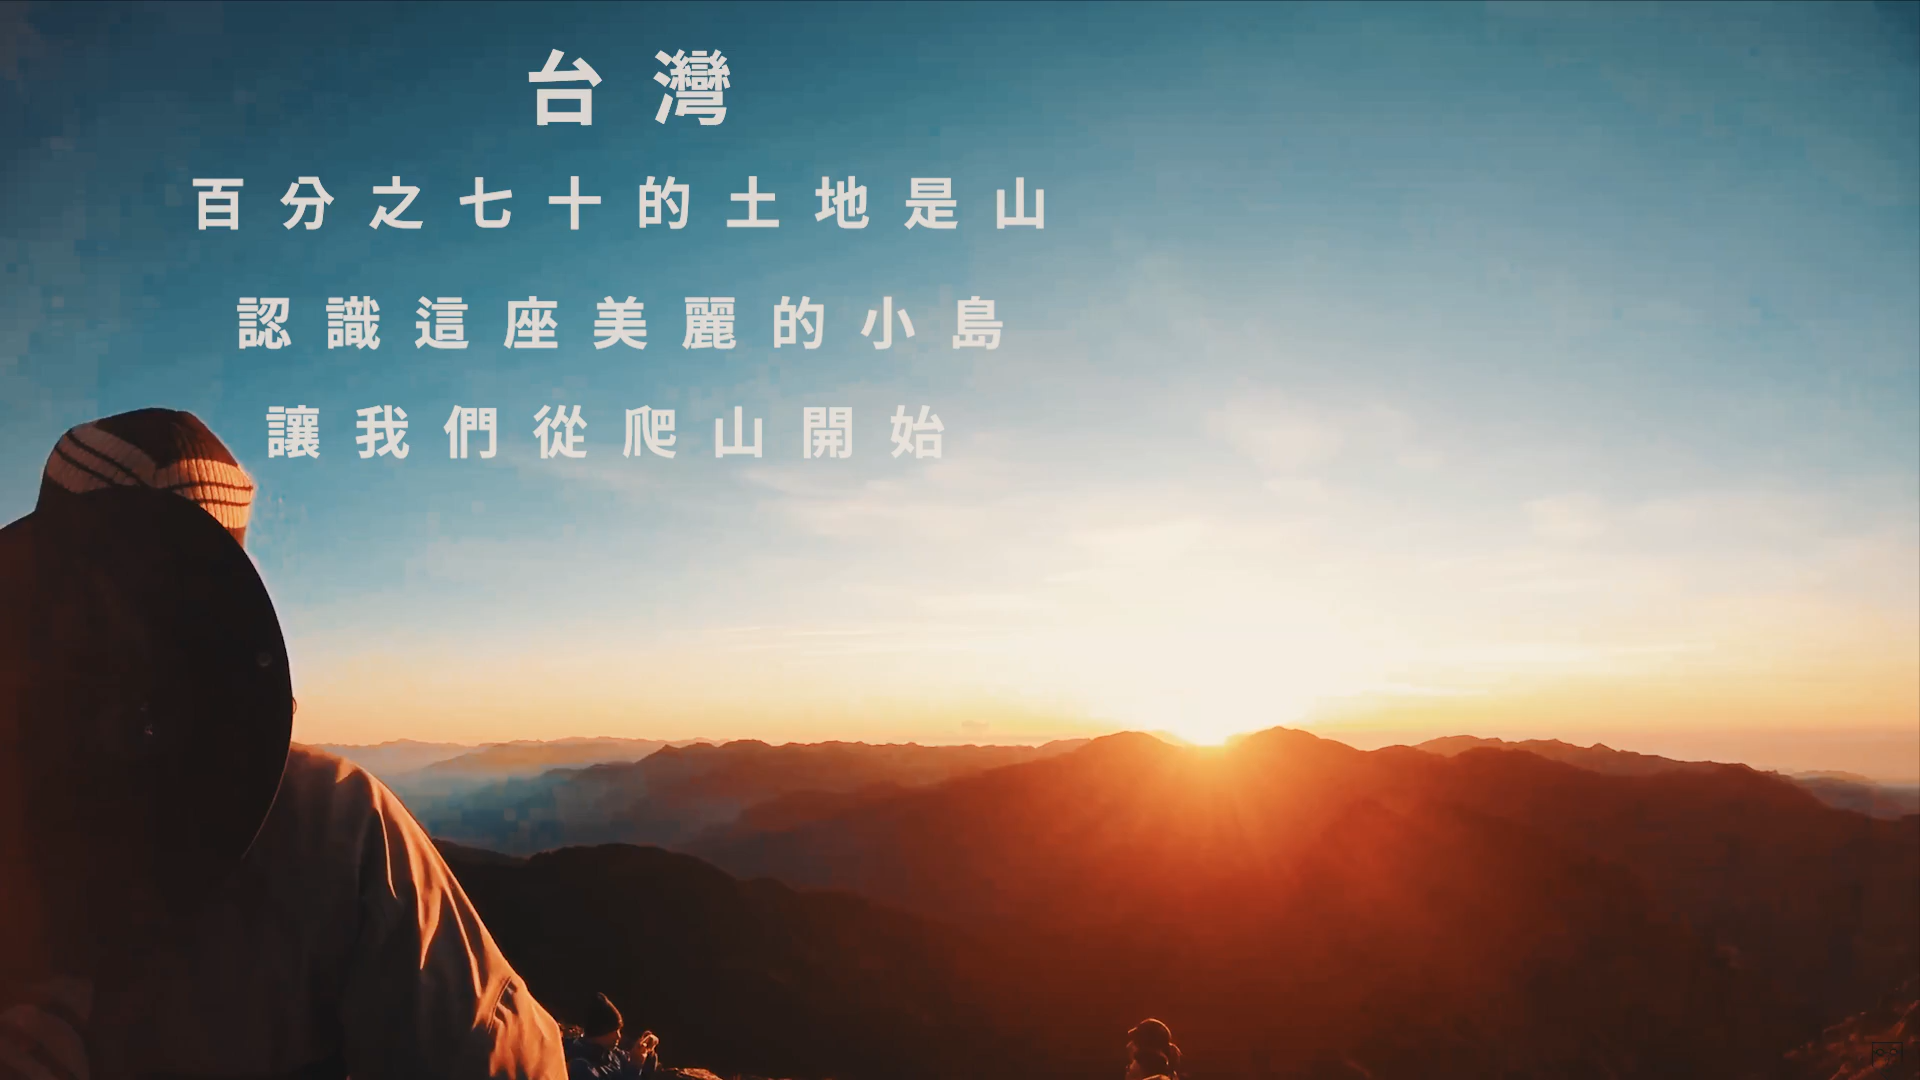 台灣
百分之七十的土地是山
認識這座美麗的小島
讓我們從爬山開始